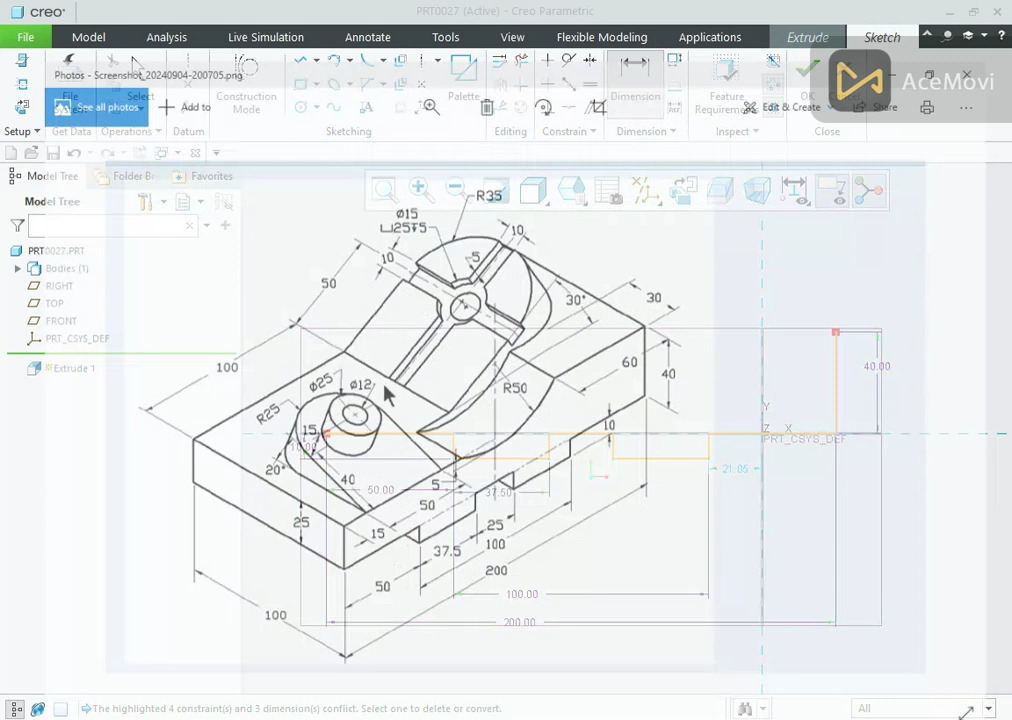 creo
PRT0027 (Active) - Creo Parametric
File Model Analysis Live Simulation Annotate Tools View Flexible Modeling Applications Extrude Sketch
Photos - Screenshot_20240904-200705.png
See all photos
Add to
File
Select
Construction
Mode
Palette
Dimension
Feature
Requirements
Edit & Create
Share
Setup Get Data Operations Datum Sketching Editing Constrain Dimension Inspect Close
AceMovi
Model Tree Folder Br Favorites
Model Tree
PRT0027.PRT
Bodies (1)
RIGHT
TOP
FRONT
PRT_CSYS_DEF
Extrude 1
R35
ø15
⌴25↧5
10
10
5
50
30°
30
100
60
40
40.00
ø25
ø12
R50
R25
15
10
Y
Z X
PRT_CSYS_DEF
20°
40
50.00
5
37.50
21.05
50
25
15
25
37.5
100
200
50
100.00
100
200.00
The highlighted 4 constraint(s) and 3 dimension(s) conflict. Select one to delete or convert.
All